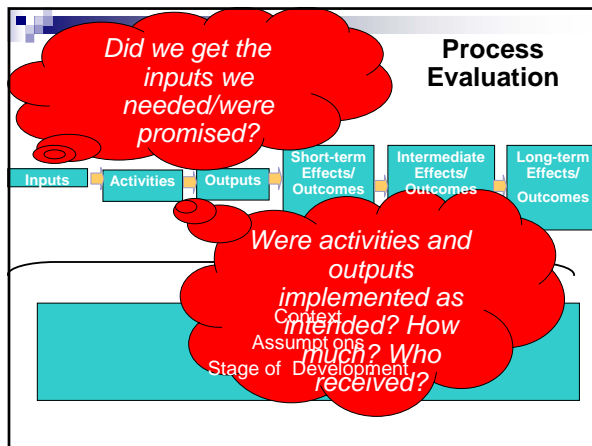 Did we get the
inputs we
needed/were
promised?
Process
Evaluation
Inputs
Activities
Outputs
Short-term
Effects/
Outcomes
Intermediate
Effects/
Outcomes
Long-term
Effects/
Outcomes
Were activities and
outputs
implemented as
intended? How
much? Who
received?
Context
Assumptions
Stage of Development